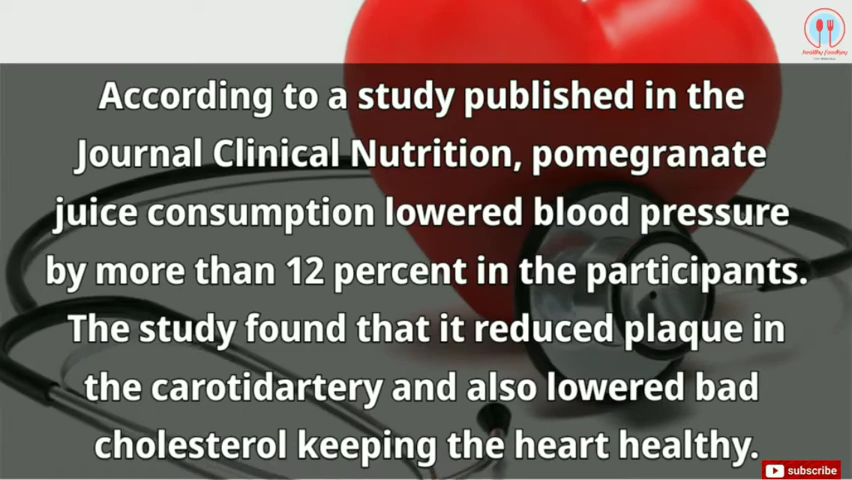 healthy foodkey
According to a study published in the
Journal Clinical Nutrition, pomegranate
juice consumption lowered blood pressure
by more than 12 percent in the participants.
The study found that it reduced plaque in
the carotidartery and also lowered bad
cholesterol keeping the heart healthy.
subscribe